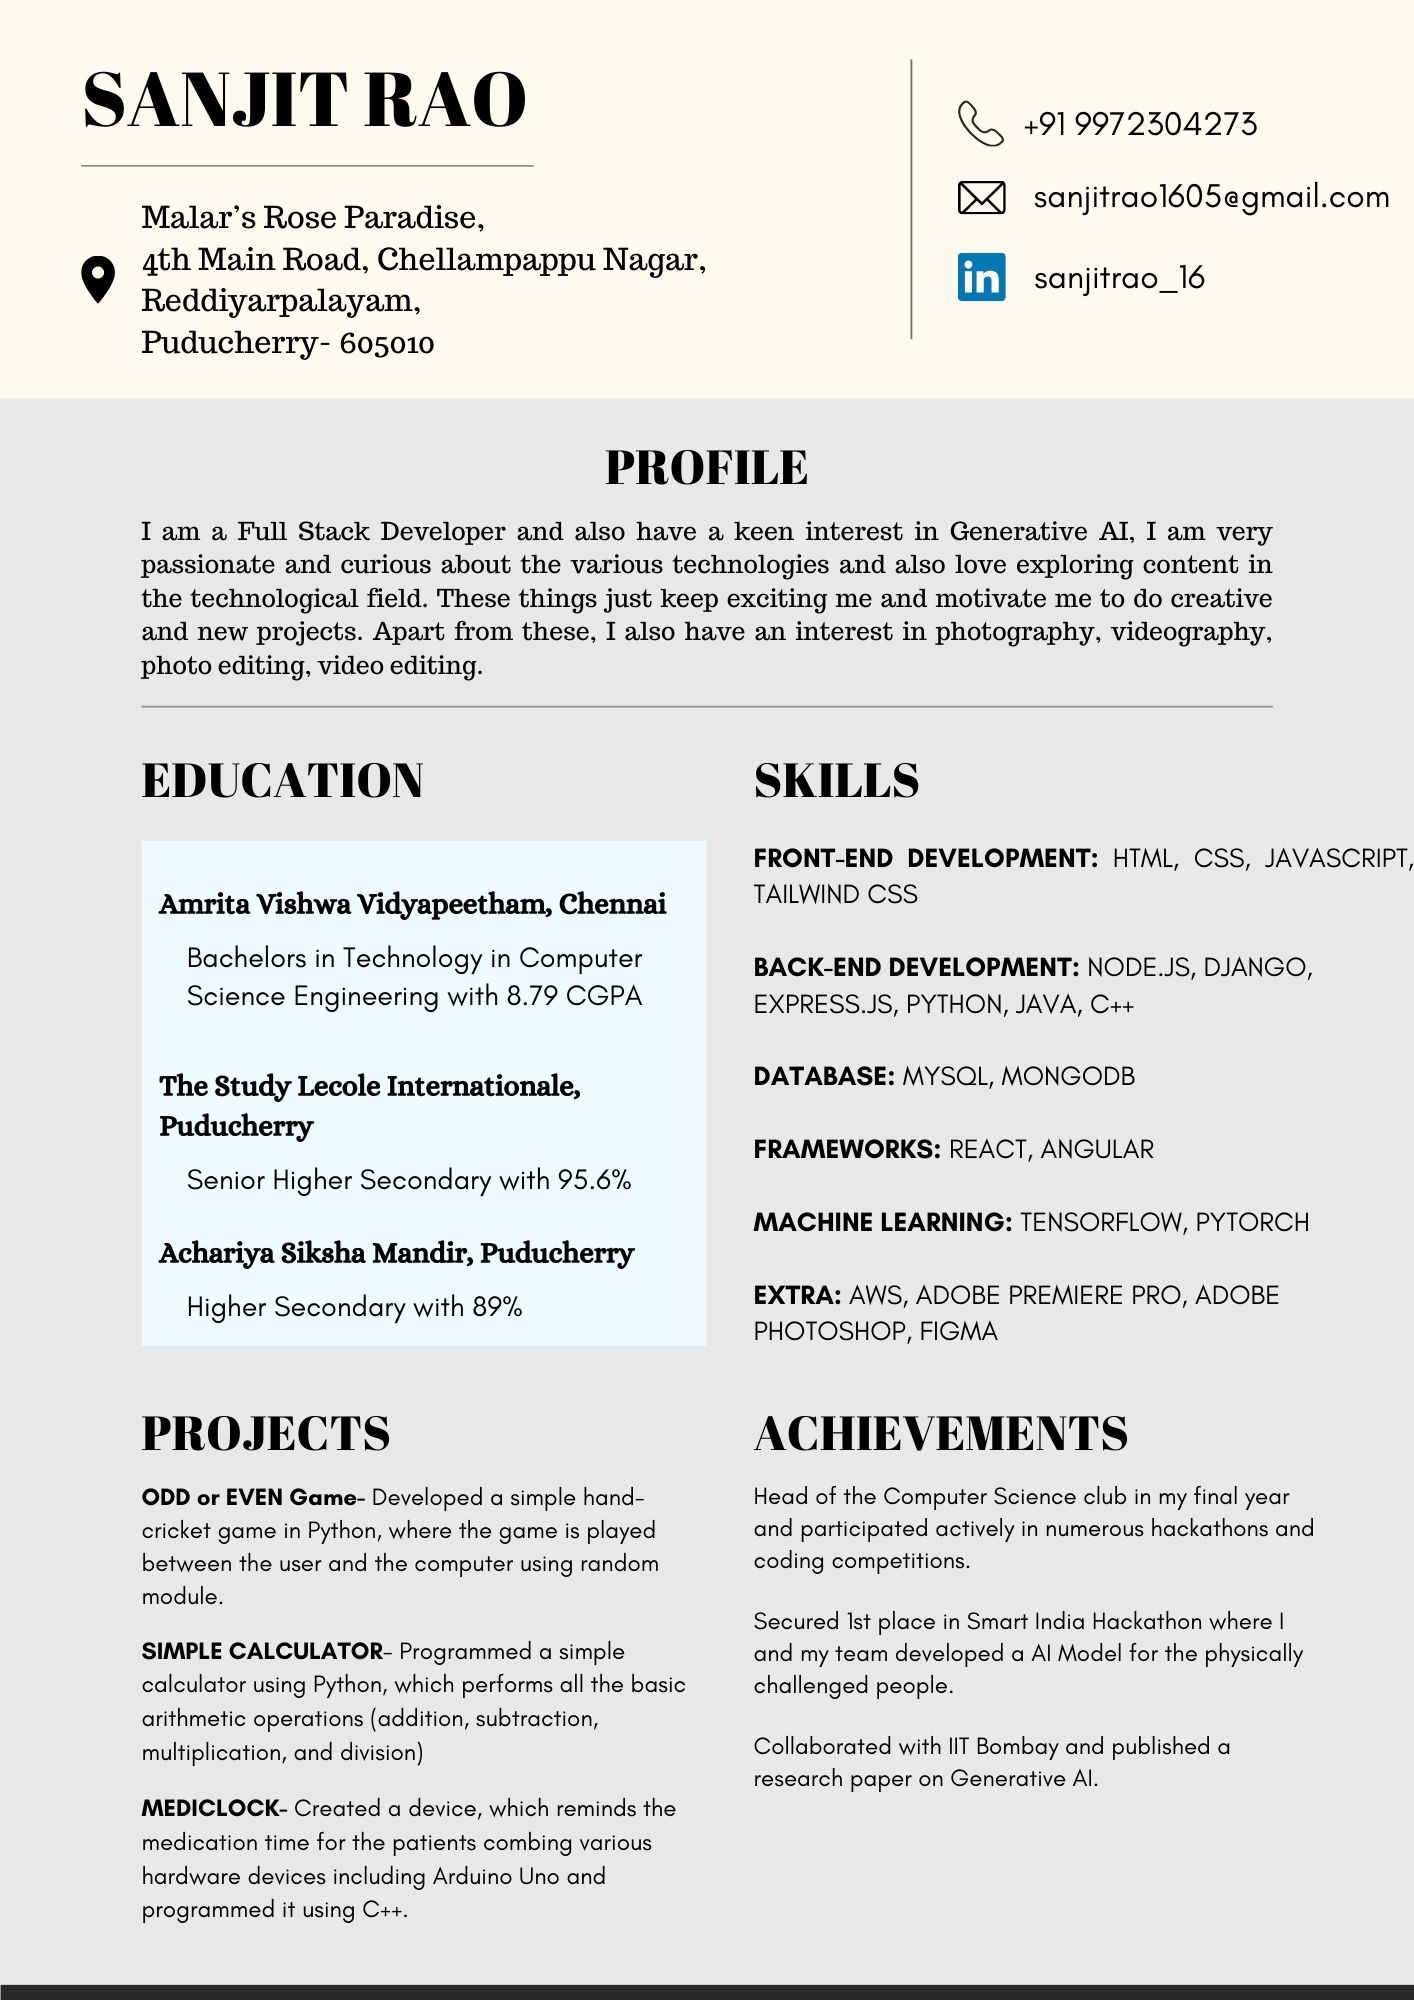 SANJIT RAO
Malar's Rose Paradise,
4th Main Road, Chellampappu Nagar,
Reddiyarpalayam,
Puducherry- 605010
+91 9972304273
sanjitrao1605@gmail.com
in
sanjitrao_16
PROFILE
I am a Full Stack Developer and also have a keen interest in Generative AI, I am very
passionate and curious about the various technologies and also love exploring content in
the technological field. These things just keep exciting me and motivate me to do creative
and new projects. Apart from these, I also have an interest in photography, videography,
photo editing, video editing.
EDUCATION
Amrita Vishwa Vidyapeetham, Chennai
Bachelors in Technology in Computer
Science Engineering with 8.79 CGPA
The Study Lecole Internationale,
Puducherry
Senior Higher Secondary with 95.6%
Achariya Siksha Mandir, Puducherry
Higher Secondary with 89%
SKILLS
FRONT-END DEVELOPMENT: HTML, CSS, JAVASCRIPT,
TAILWIND CSS
BACK-END DEVELOPMENT: NODE.JS, DJANGO,
EXPRESS.JS, PYTHON, JAVA, C++
DATABASE: MYSQL, MONGODB
FRAMEWORKS: REACT, ANGULAR
MACHINE LEARNING: TENSORFLOW, PYTORCH
EXTRA: AWS, ADOBE PREMIERE PRO, ADOBE
PHOTOSHOP, FIGMA
PROJECTS
ODD or EVEN Game- Developed a simple hand-
cricket game in Python, where the game is played
between the user and the computer using random
module.
SIMPLE CALCULATOR- Programmed a simple
calculator using Python, which performs all the basic
arithmetic operations (addition, subtraction,
multiplication, and division)
MEDICLOCK- Created a device, which reminds the
medication time for the patients combing various
hardware devices including Arduino Uno and
programmed it using C++.
ACHIEVEMENTS
Head of the Computer Science club in my final year
and participated actively in numerous hackathons and
coding competitions.
Secured 1st place in Smart India Hackathon where I
and my team developed a AI Model for the physically
challenged people.
Collaborated with IIT Bombay and published a
research paper on Generative AI.